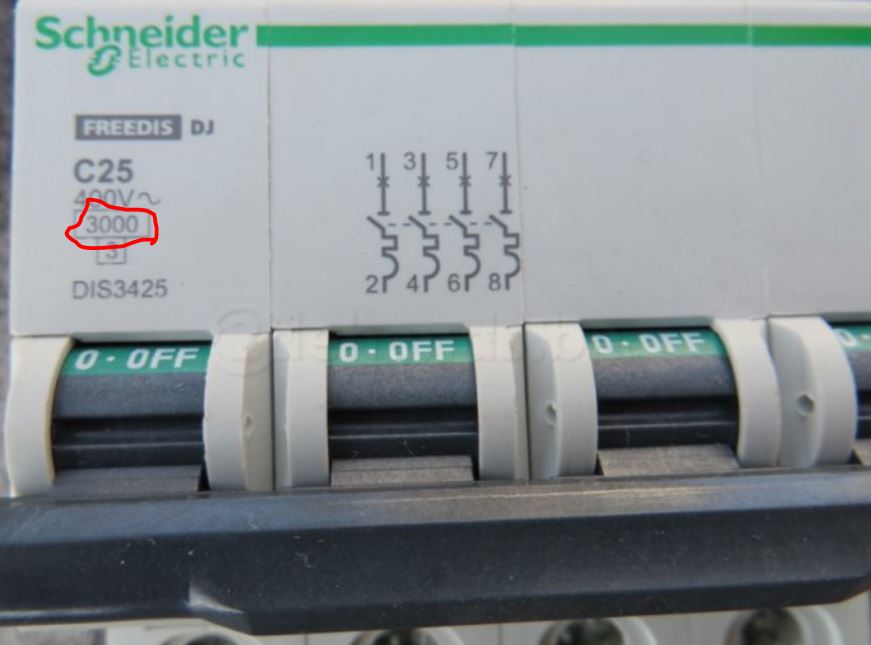 Schneider
Electric
FREEDIS DJ
C25
400V~
3000
3
DIS3425
1 3 5 7
2 4 6 8
0 · OFF
0 · OFF
0 · OFF
0 ·